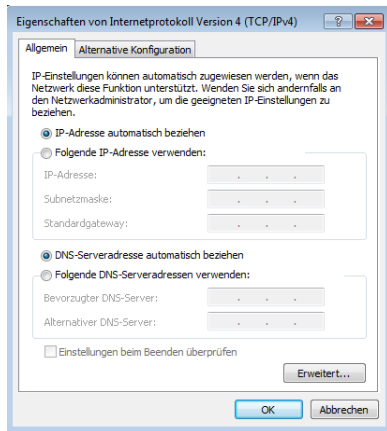 Eigenschaften von Internetprotokoll Version 4 (TCP/IPv4)
Allgemein
Alternative Konfiguration
IP-Einstellungen können automatisch zugewiesen werden, wenn das
Netzwerk diese Funktion unterstützt. Wenden Sie sich andernfalls an
den Netzwerkadministrator, um die geeigneten IP-Einstellungen zu
beziehen.
IP-Adresse automatisch beziehen
Folgende IP-Adresse verwenden:
IP-Adresse:
Subnetzmaske:
Standardgateway:
DNS-Serveradresse automatisch beziehen
Folgende DNS-Serveradressen verwenden:
Bevorzugter DNS-Server:
Alternativer DNS-Server:
Einstellungen beim Beenden überprüfen
Erweitert...
OK
Abbrechen